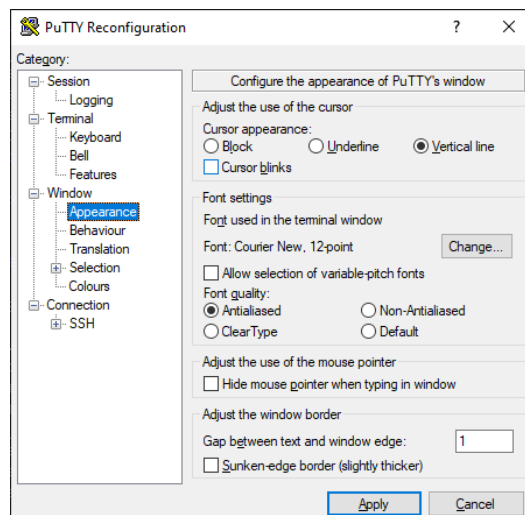 PuTTY Reconfiguration
?
Category:
Session
Logging
Terminal
Keyboard
Bell
Features
Window
Appearance
Behaviour
Translation
Selection
Colours
Connection
SSH
Configure the appearance of PuTTY's window
Adjust the use of the cursor
Cursor appearance:
Block Underline Vertical line
Cursor blinks
Font settings
Font used in the terminal window
Font: Courier New, 12-point Change...
Allow selection of variable-pitch fonts
Font quality:
Antialiased Non-Antialiased
ClearType Default
Adjust the use of the mouse pointer
Hide mouse pointer when typing in window
Adjust the window border
Gap between text and window edge: 1
Sunken-edge border (slightly thicker)
Apply Cancel